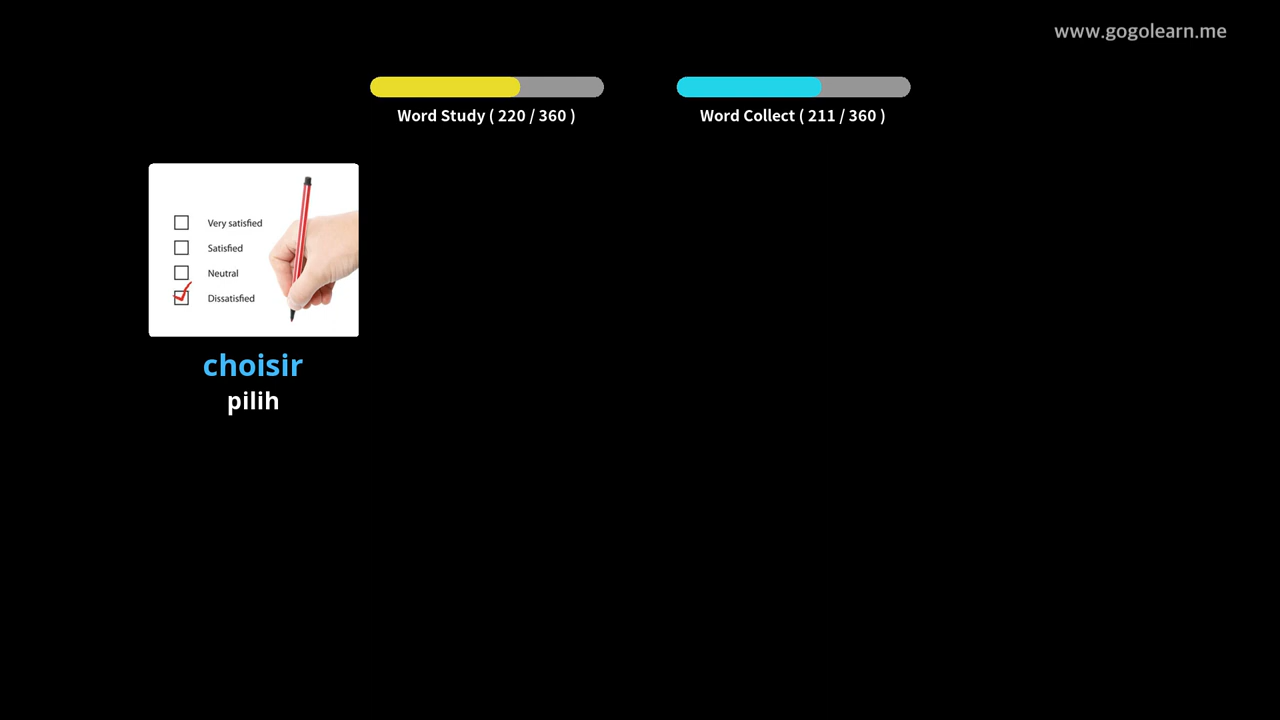 www.gogolearn.me
Word Study ( 220 / 360 )
Word Collect ( 211 / 360 )
Very satisfied
Satisfied
Neutral
Dissatisfied
choisir
pilih